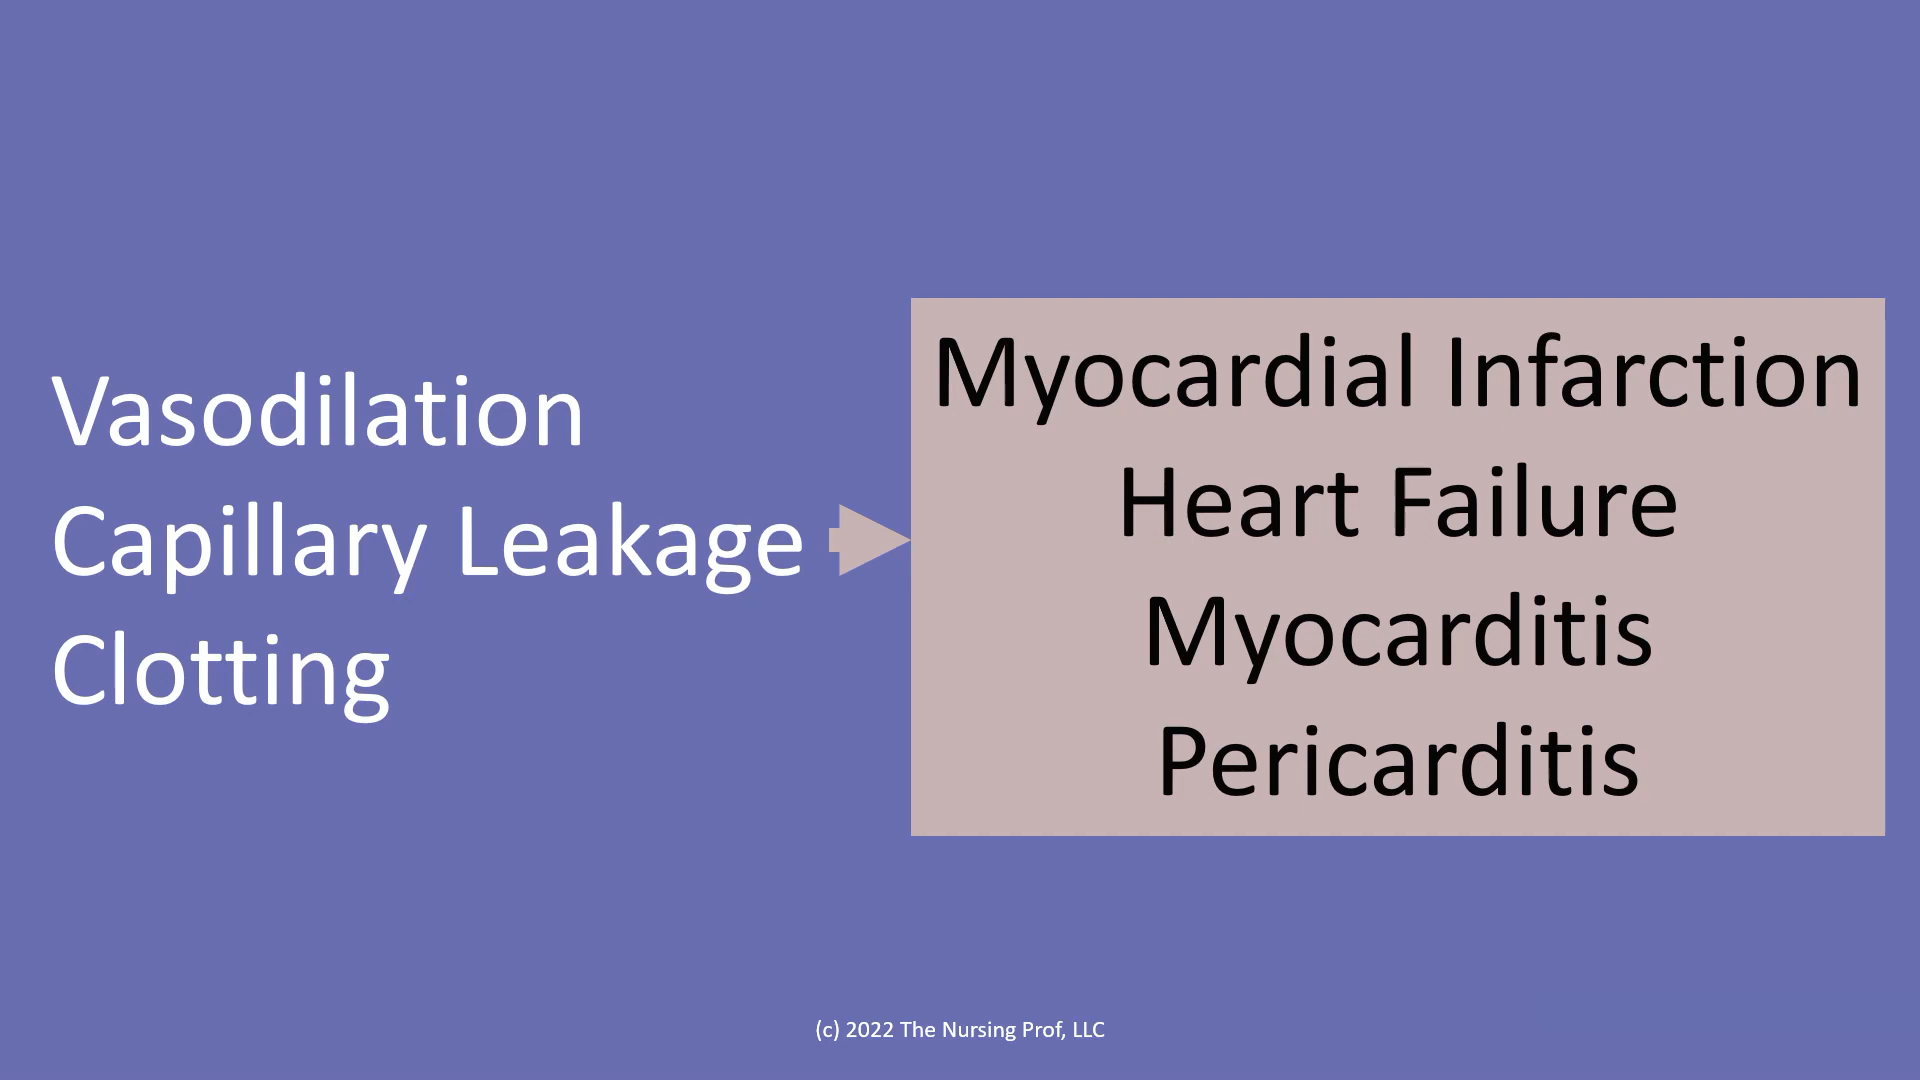 Vasodilation
Capillary Leakage
Clotting
Myocardial Infarction
Heart Failure
Myocarditis
Pericarditis
(c) 2022 The Nursing Prof, LLC